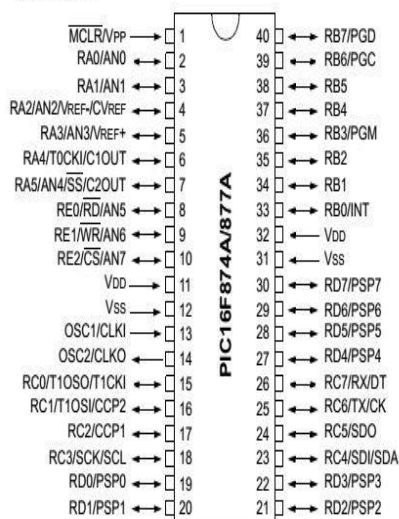 MCLR/VPP 1 40 RB7/PGD
RA0/AN0 2 39 RB6/PGC
RA1/AN1 3 38 RB5
RA2/AN2/VREF-/CVREF 4 37 RB4
RA3/AN3/VREF+ 5 36 RB3/PGM
RA4/T0CKI/C1OUT 6 35 RB2
RA5/AN4/SS/C2OUT 7 34 RB1
RE0/RD/AN5 8 33 RB0/INT
RE1/WR/AN6 9 32 VDD
RE2/CS/AN7 10 31 VSS
VDD 11 30 RD7/PSP7
VSS 12 29 RD6/PSP6
OSC1/CLKI 13 28 RD5/PSP5
OSC2/CLKO 14 27 RD4/PSP4
RC0/T1OSO/T1CKI 15 26 RC7/RX/DT
RC1/T1OSI/CCP2 16 25 RC6/TX/CK
RC2/CCP1 17 24 RC5/SDO
RC3/SCK/SCL 18 23 RC4/SDI/SDA
RD0/PSP0 19 22 RD3/PSP3
RD1/PSP1 20 21 RD2/PSP2
PIC16F874A/877A